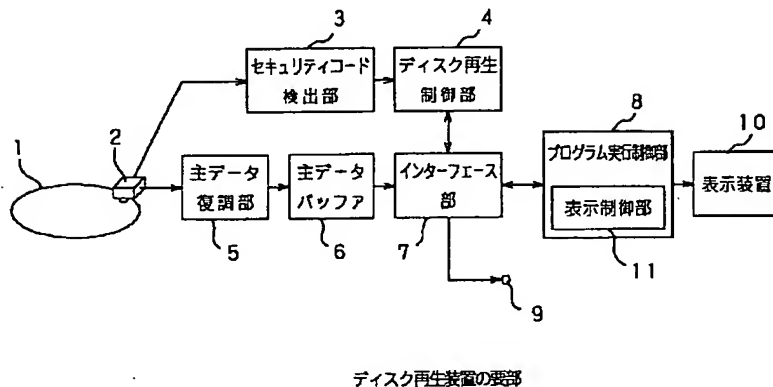 3
4
セキュリティコード
検出部
ディスク再生
制御部
8
10
1
2
主データ
復調部
主データ
バッファ
インターフェース
部
プログラム実行制御部
表示制御部
表示装置
5
6
7
11
9
ディスク再生装置の要部